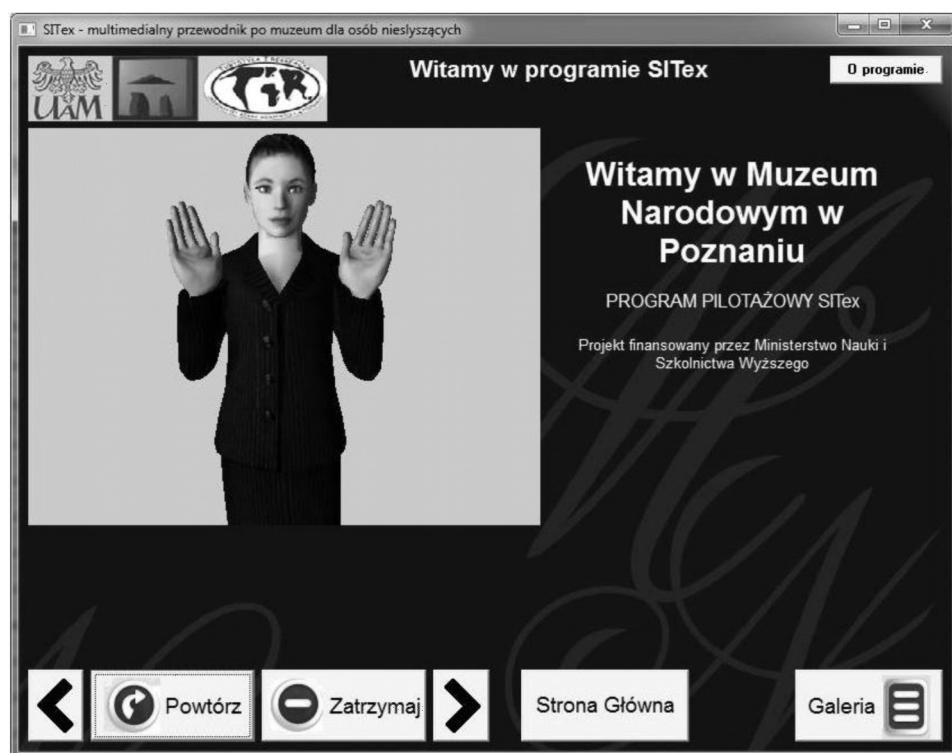 SITex - multimedialny przewodnik po muzeum dla osób niesłyszących
UAM
Witamy w programie SITex
O programie
Witamy w Muzeum
Narodowym w
Poznaniu
PROGRAM PILOTAŻOWY SITex
Projekt finansowany przez Ministerstwo Nauki i
Szkolnictwa Wyższego
Powtórz
Zatrzymaj
Strona Główna
Galeria